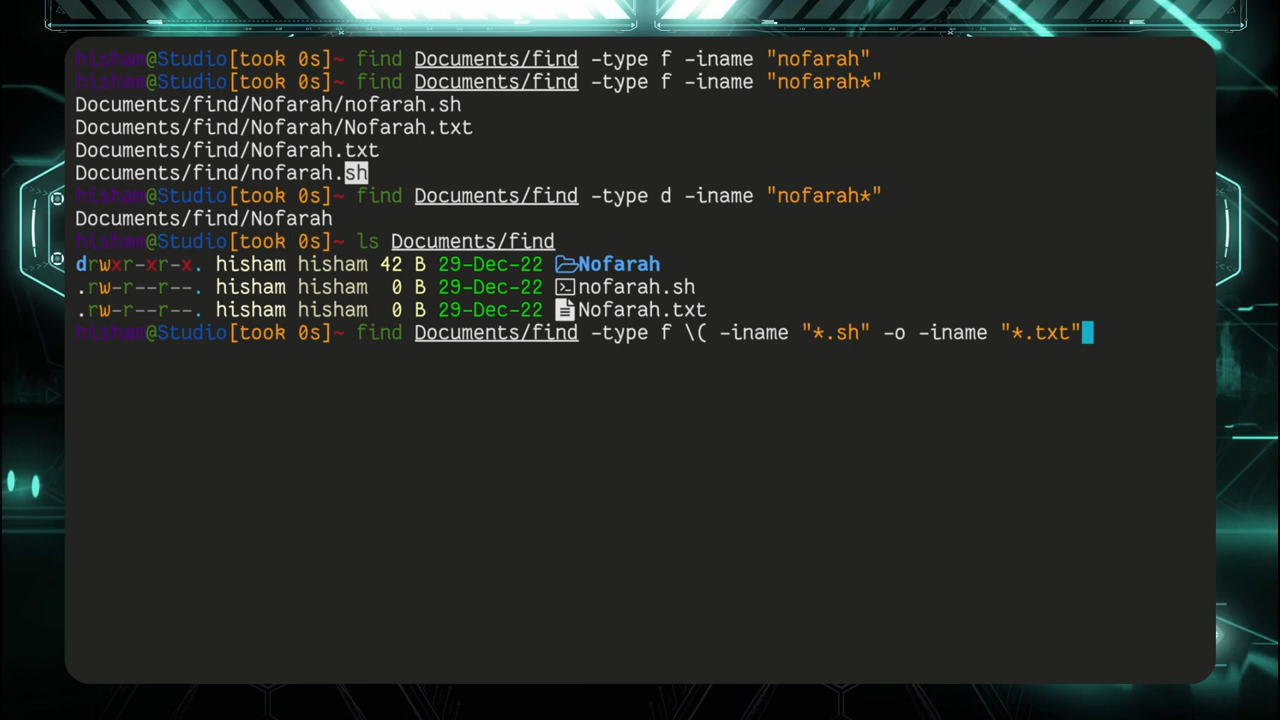 hisham@Studio[took 0s]~ find Documents/find -type f -iname "nofarah"
hisham@Studio[took 0s]~ find Documents/find -type f -iname "nofarah*"
Documents/find/Nofarah/nofarah.sh
Documents/find/Nofarah/Nofarah.txt
Documents/find/Nofarah.txt
Documents/find/nofarah.sh
hisham@Studio[took 0s]~ find Documents/find -type d -iname "nofarah*"
Documents/find/Nofarah
hisham@Studio[took 0s]~ ls Documents/find
drwxr-xr-x. hisham hisham 42 B 29-Dec-22 Nofarah
.rw-r--r--. hisham hisham 0 B 29-Dec-22 nofarah.sh
.rw-r--r--. hisham hisham 0 B 29-Dec-22 Nofarah.txt
hisham@Studio[took 0s]~ find Documents/find -type f \( -iname "*.sh" -o -iname "*.txt"